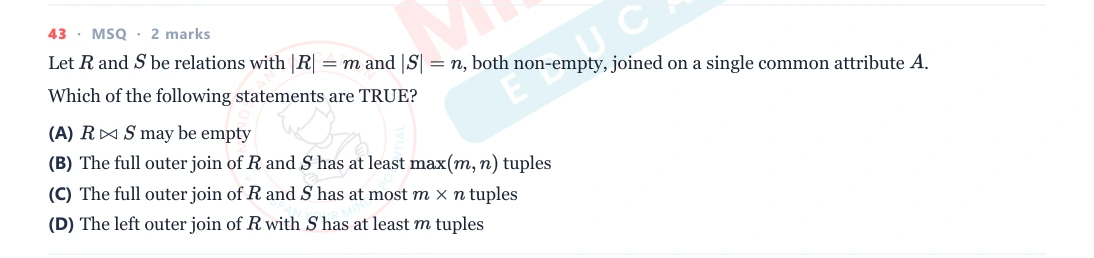 43 · MSQ · 2 marks
Let R and S be relations with |R| = m and |S| = n, both non-empty, joined on a single common attribute A.
Which of the following statements are TRUE?
(A) R ⋈ S may be empty
(B) The full outer join of R and S has at least max(m, n) tuples
(C) The full outer join of R and S has at most m × n tuples
(D) The left outer join of R with S has at least m tuples